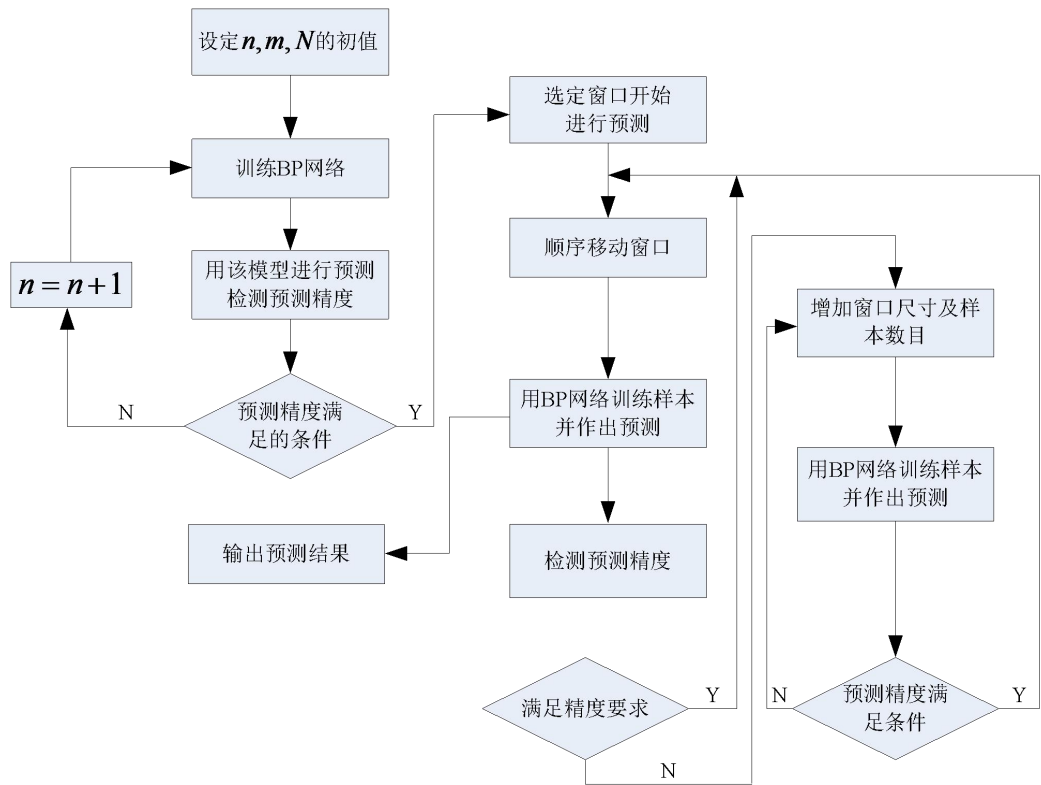 设定n,m,N的初值
训练BP网络
用该模型进行预测
检测预测精度
n=n+1
预测精度满
足的条件
N
Y
输出预测结果
选定窗口开始
进行预测
顺序移动窗口
用BP网络训练样本
并作出预测
检测预测精度
满足精度要求
Y
N
增加窗口尺寸及样
本数目
用BP网络训练样本
并作出预测
预测精度满
足条件
N
Y